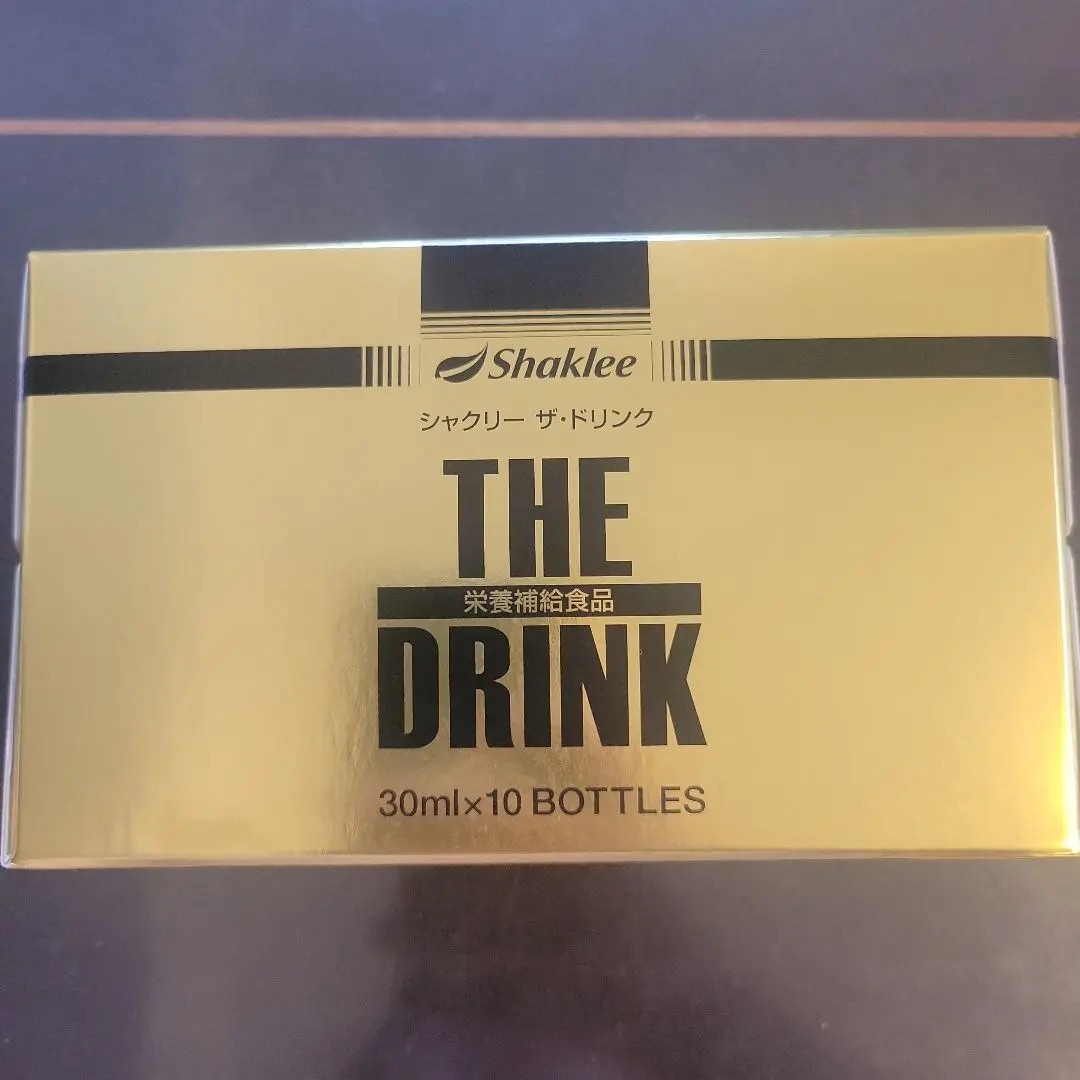 Shaklee
シャクリー ザ・ドリンク
THE
栄養補給食品
DRINK
30ml×10 BOTTLES